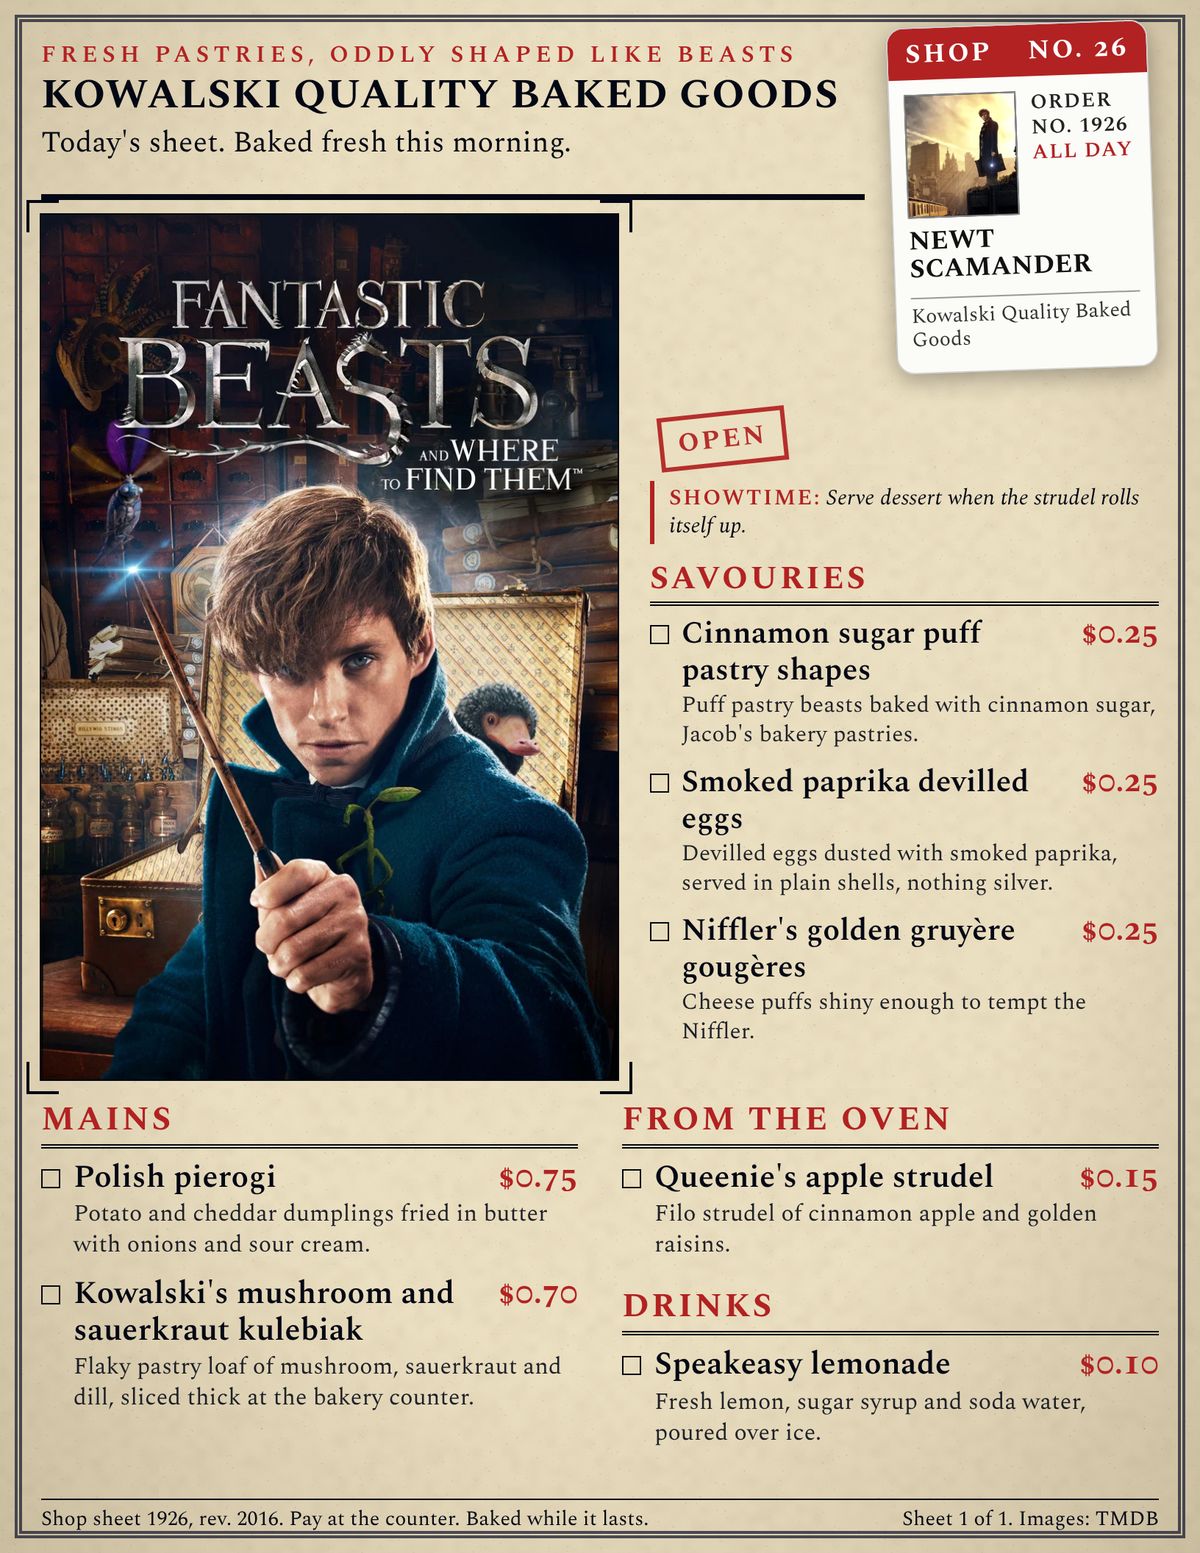 FRESH PASTRIES, ODDLY SHAPED LIKE BEASTS
KOWALSKI QUALITY BAKED GOODS
Today's sheet. Baked fresh this morning.
SHOP NO. 26
ORDER
NO. 1926
ALL DAY
NEWT
SCAMANDER
Kowalski Quality Baked
Goods
FANTASTIC
BEASTS
AND WHERE
TO FIND THEM™
OPEN
SHOWTIME: Serve dessert when the strudel rolls
itself up.
SAVOURIES
Cinnamon sugar puff $0.25
pastry shapes
Puff pastry beasts baked with cinnamon sugar,
Jacob's bakery pastries.
Smoked paprika devilled $0.25
eggs
Devilled eggs dusted with smoked paprika,
served in plain shells, nothing silver.
Niffler's golden gruyère $0.25
gougères
Cheese puffs shiny enough to tempt the
Niffler.
MAINS
Polish pierogi $0.75
Potato and cheddar dumplings fried in butter
with onions and sour cream.
Kowalski's mushroom and $0.70
sauerkraut kulebiak
Flaky pastry loaf of mushroom, sauerkraut and
dill, sliced thick at the bakery counter.
FROM THE OVEN
Queenie's apple strudel $0.15
Filo strudel of cinnamon apple and golden
raisins.
DRINKS
Speakeasy lemonade $0.10
Fresh lemon, sugar syrup and soda water,
poured over ice.
Shop sheet 1926, rev. 2016. Pay at the counter. Baked while it lasts.
Sheet 1 of 1. Images: TMDB